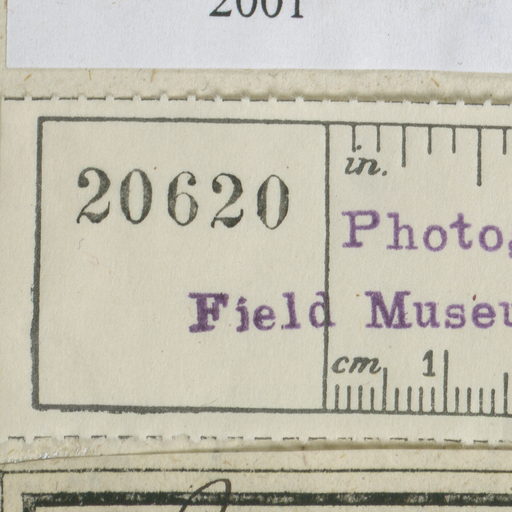 2001
20620
in.
Photo
Field Museu
cm 1